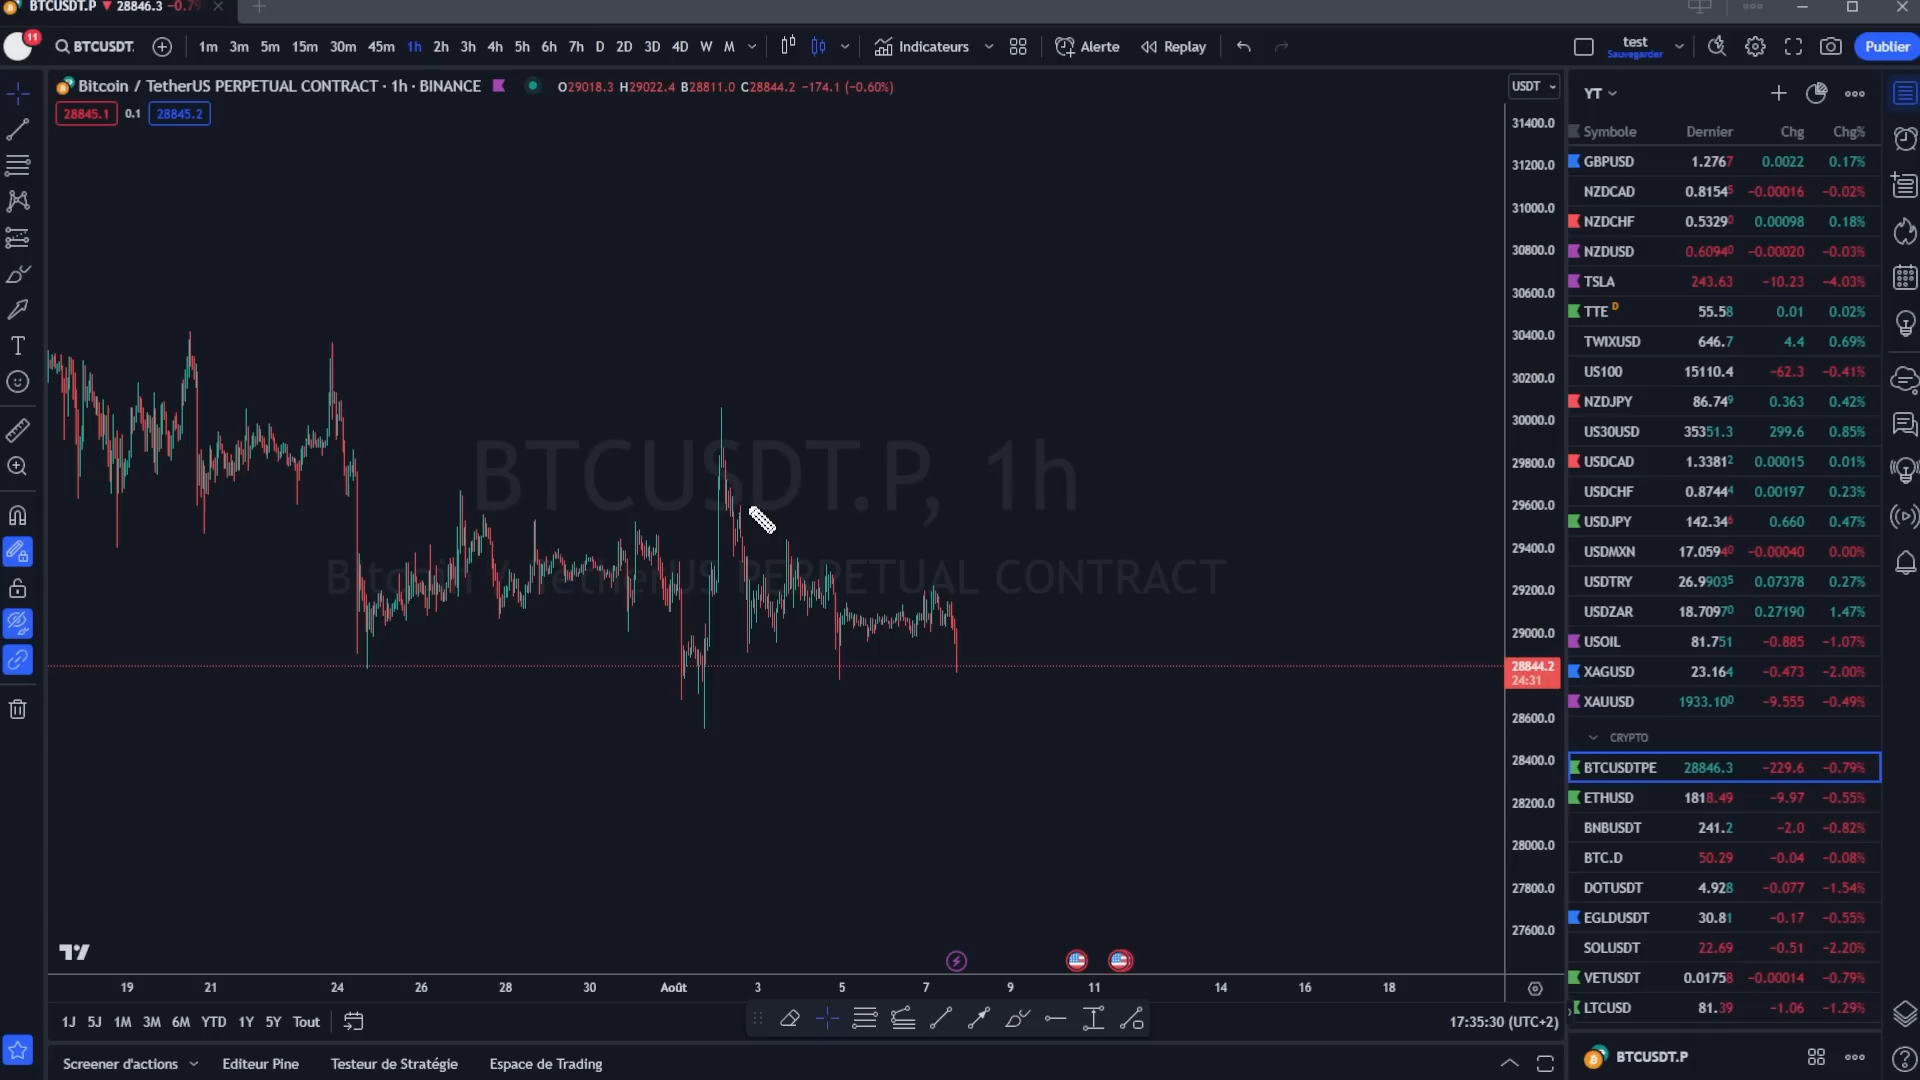 BTCUSDT.P ▼ 28846.3 −0.79
11 BTCUSDT. 1m 3m 5m 15m 30m 45m 1h 2h 3h 4h 5h 6h 7h D 2D 3D 4D W M Indicateurs Alerte Replay test Sauvegarder Publier
Bitcoin / TetherUS PERPETUAL CONTRACT · 1h · BINANCE O29018.3 H29022.4 B28811.0 C28844.2 −174.1 (−0.60%)
28845.1 0.1 28845.2
USDT
31400.0
31200.0
31000.0
30800.0
30600.0
30400.0
30200.0
30000.0
29800.0
29600.0
29400.0
29200.0
29000.0
28844.2
24:31
28600.0
28400.0
28200.0
28000.0
27800.0
27600.0
BTCUSDT.P, 1h
Bitcoin / TetherUS PERPETUAL CONTRACT
19 21 24 26 28 30 Août 3 5 7 9 11 14 16 18
1J 5J 1M 3M 6M YTD 1Y 5Y Tout
17:35:30 (UTC+2)
Screener d'actions Editeur Pine Testeur de Stratégie Espace de Trading
YT
Symbole Dernier Chg Chg%
GBPUSD 1.2767 0.0022 0.17%
NZDCAD 0.81545 −0.00016 −0.02%
NZDCHF 0.53290 0.00098 0.18%
NZDUSD 0.60940 −0.00020 −0.03%
TSLA 243.63 −10.23 −4.03%
TTE D 55.58 0.01 0.02%
TWIXUSD 646.7 4.4 0.69%
US100 15110.4 −62.3 −0.41%
NZDJPY 86.749 0.363 0.42%
US30USD 35351.3 299.6 0.85%
USDCAD 1.33812 0.00015 0.01%
USDCHF 0.87444 0.00197 0.23%
USDJPY 142.346 0.660 0.47%
USDMXN 17.05940 −0.00040 0.00%
USDTRY 26.99035 0.07378 0.27%
USDZAR 18.70970 0.27190 1.47%
USOIL 81.751 −0.885 −1.07%
XAGUSD 23.164 −0.473 −2.00%
XAUUSD 1933.100 −9.555 −0.49%
CRYPTO
BTCUSDTPE 28846.3 −229.6 −0.79%
ETHUSD 1818.49 −9.97 −0.55%
BNBUSDT 241.2 −2.0 −0.82%
BTC.D 50.29 −0.04 −0.08%
DOTUSDT 4.928 −0.077 −1.54%
EGLDUSDT 30.81 −0.17 −0.55%
SOLUSDT 22.69 −0.51 −2.20%
VETUSDT 0.01758 −0.00014 −0.79%
LTCUSD 81.39 −1.06 −1.29%
BTCUSDT.P